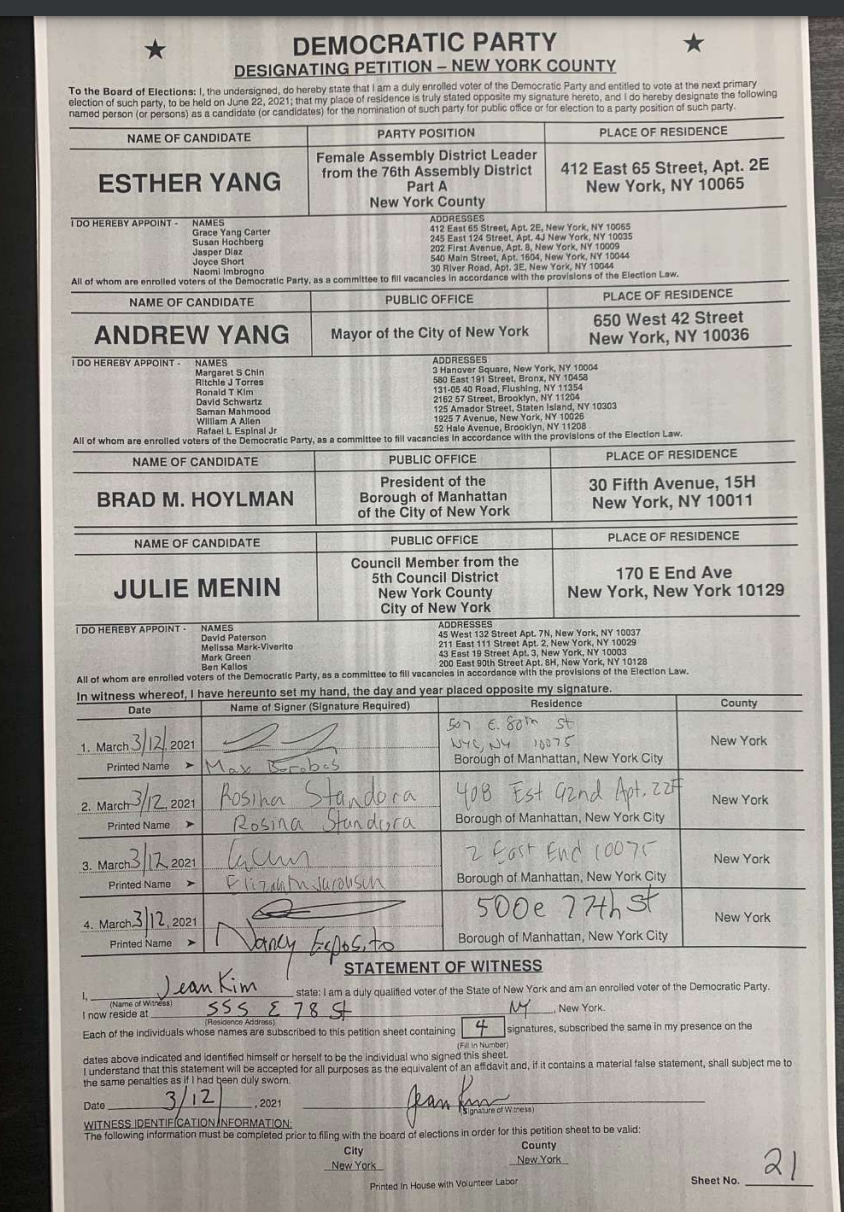 DEMOCRATIC PARTY
DESIGNATING PETITION – NEW YORK COUNTY
To the Board of Elections: I, the undersigned, do hereby state that I am a duly enrolled voter of the Democratic Party and entitled to vote at the next primary
election of such party, to be held on June 22, 2021; that my place of residence is truly stated opposite my signature hereto, and I do hereby designate the following
named person (or persons) as a candidate (or candidates) for the nomination of such party for public office or for election to a party position of such party.
NAME OF CANDIDATE PARTY POSITION PLACE OF RESIDENCE
ESTHER YANG
Female Assembly District Leader
from the 76th Assembly District
Part A
New York County
412 East 65 Street, Apt. 2E
New York, NY 10065
I DO HEREBY APPOINT - NAMES ADDRESSES
Grace Yang Carter 412 East 65 Street, Apt. 2E, New York, NY 10065
Susan Hochberg 245 East 124 Street, Apt. 4J New York, NY 10035
Jasper Diaz 202 First Avenue, Apt. 8, New York, NY 10009
Joyce Short 540 Main Street, Apt. 1604, New York, NY 10044
Naomi Imbrogno 30 River Road, Apt. 3E, New York, NY 10044
All of whom are enrolled voters of the Democratic Party, as a committee to fill vacancies in accordance with the provisions of the Election Law.
NAME OF CANDIDATE PUBLIC OFFICE PLACE OF RESIDENCE
ANDREW YANG
Mayor of the City of New York
650 West 42 Street
New York, NY 10036
I DO HEREBY APPOINT - NAMES ADDRESSES
Margaret S Chin 3 Hanover Square, New York, NY 10004
Ritchie J Torres 580 East 191 Street, Bronx, NY 10458
Ronald T Kim 131-05 40 Road, Flushing, NY 11354
David Schwartz 2162 57 Street, Brooklyn, NY 11204
Saman Mahmood 125 Amador Street, Staten Island, NY 10303
William A Allen 1925 7 Avenue, New York, NY 10026
Rafael L Espinal Jr 52 Hale Avenue, Brooklyn, NY 11208
All of whom are enrolled voters of the Democratic Party, as a committee to fill vacancies in accordance with the provisions of the Election Law.
NAME OF CANDIDATE PUBLIC OFFICE PLACE OF RESIDENCE
BRAD M. HOYLMAN
President of the
Borough of Manhattan
of the City of New York
30 Fifth Avenue, 15H
New York, NY 10011
NAME OF CANDIDATE PUBLIC OFFICE PLACE OF RESIDENCE
JULIE MENIN
Council Member from the
5th Council District
New York County
City of New York
170 E End Ave
New York, New York 10129
I DO HEREBY APPOINT - NAMES ADDRESSES
David Paterson 45 West 132 Street Apt. 7N, New York, NY 10037
Melissa Mark-Viverito 211 East 111 Street Apt. 2, New York, NY 10029
Mark Green 43 East 19 Street Apt. 3, New York, NY 10003
Ben Kallos 200 East 90th Street Apt. 8H, New York, NY 10128
All of whom are enrolled voters of the Democratic Party, as a committee to fill vacancies in accordance with the provisions of the Election Law.
In witness whereof, I have hereunto set my hand, the day and year placed opposite my signature.
Date Name of Signer (Signature Required) Residence County
507 E. 80th St
NYC, NY 10075
1. March 3/12/ 2021 New York
Printed Name ➤ Max Borough of Manhattan, New York City
2. March 3/12, 2021 Rosina Standora 408 Est 92nd Apt. 22F New York
Printed Name ➤ Rosina Standora Borough of Manhattan, New York City
3. March 3/12 2021 2 East End 10075 New York
Printed Name ➤ Borough of Manhattan, New York City
4. March 3/12, 2021 500e 77th St New York
Printed Name ➤ Nancy Exposito Borough of Manhattan, New York City
STATEMENT OF WITNESS
I, Jean Kim state: I am a duly qualified voter of the State of New York and am an enrolled voter of the Democratic Party.
(Name of Witness)
I now reside at 555 E 78 St NY , New York.
(Residence Address)
Each of the individuals whose names are subscribed to this petition sheet containing 4 signatures, subscribed the same in my presence on the
(Fill in Number)
dates above indicated and identified himself or herself to be the individual who signed this sheet.
I understand that this statement will be accepted for all purposes as the equivalent of an affidavit and, if it contains a material false statement, shall subject me to
the same penalties as if I had been duly sworn.
Date 3/12/ , 2021 Jean Kim
(Signature of Witness)
WITNESS IDENTIFICATION INFORMATION:
The following information must be completed prior to filing with the board of elections in order for this petition sheet to be valid:
City County
New York New York
Printed In House with Volunteer Labor
Sheet No. 21